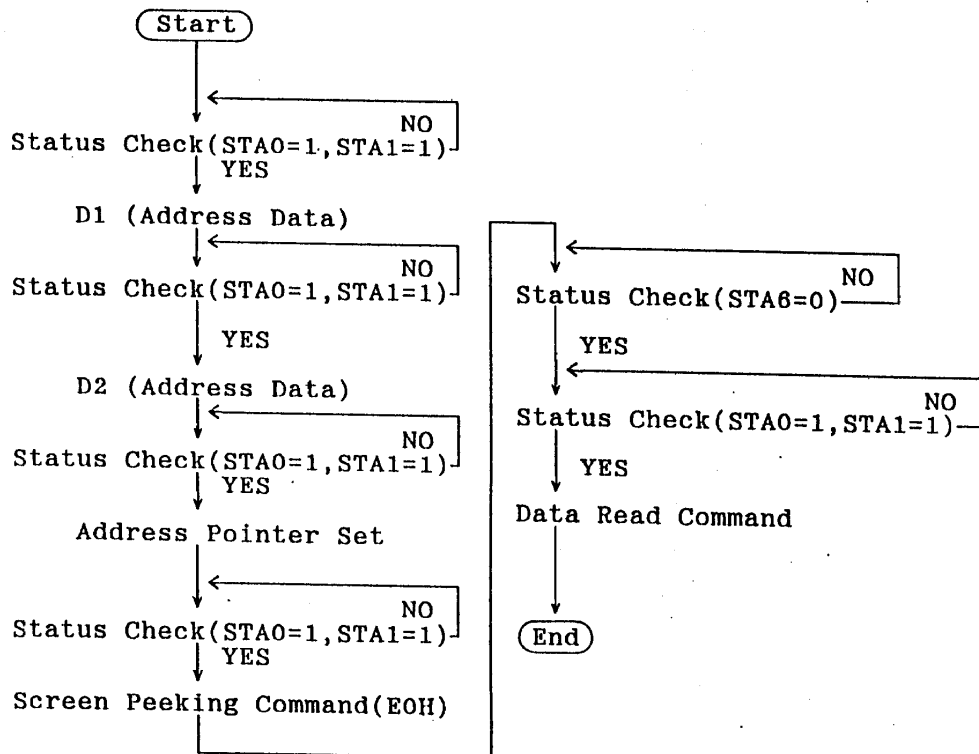 Start
NO
Status Check(STA0=1,STA1=1)
YES
D1 (Address Data)
NO
Status Check(STA0=1,STA1=1)
YES
D2 (Address Data)
NO
Status Check(STA0=1,STA1=1)
YES
Address Pointer Set
NO
Status Check(STA0=1,STA1=1)
YES
Screen Peeking Command(E0H)
NO
Status Check(STA6=0)
YES
NO
Status Check(STA0=1,STA1=1)
YES
Data Read Command
End